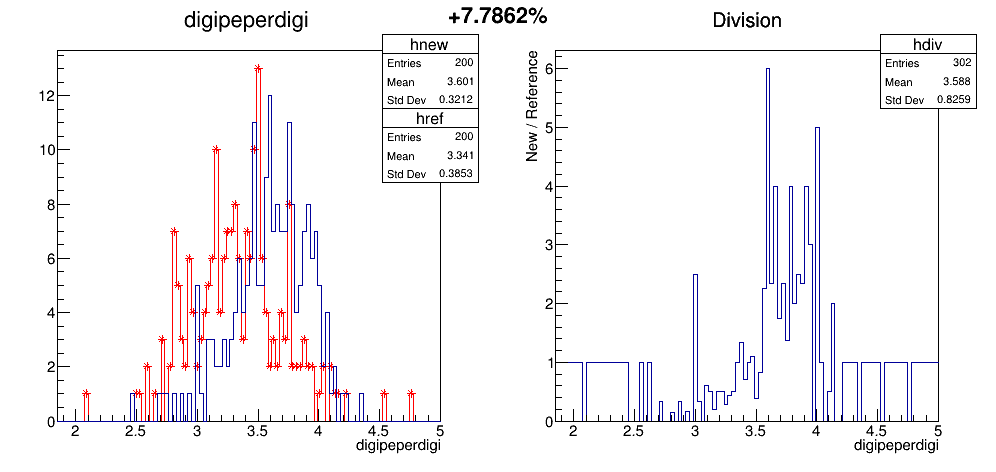 +7.7862%
digipeperdigi
hnew
Entries 200
Mean 3.601
Std Dev 0.3212
href
Entries 200
Mean 3.341
Std Dev 0.3853
12
10
8
6
4
2
0
2 2.5 3 3.5 4 4.5 5
digipeperdigi
Division
hdiv
Entries 302
Mean 3.588
Std Dev 0.8259
New / Reference
6
5
4
3
2
1
0
2 2.5 3 3.5 4 4.5 5
digipeperdigi